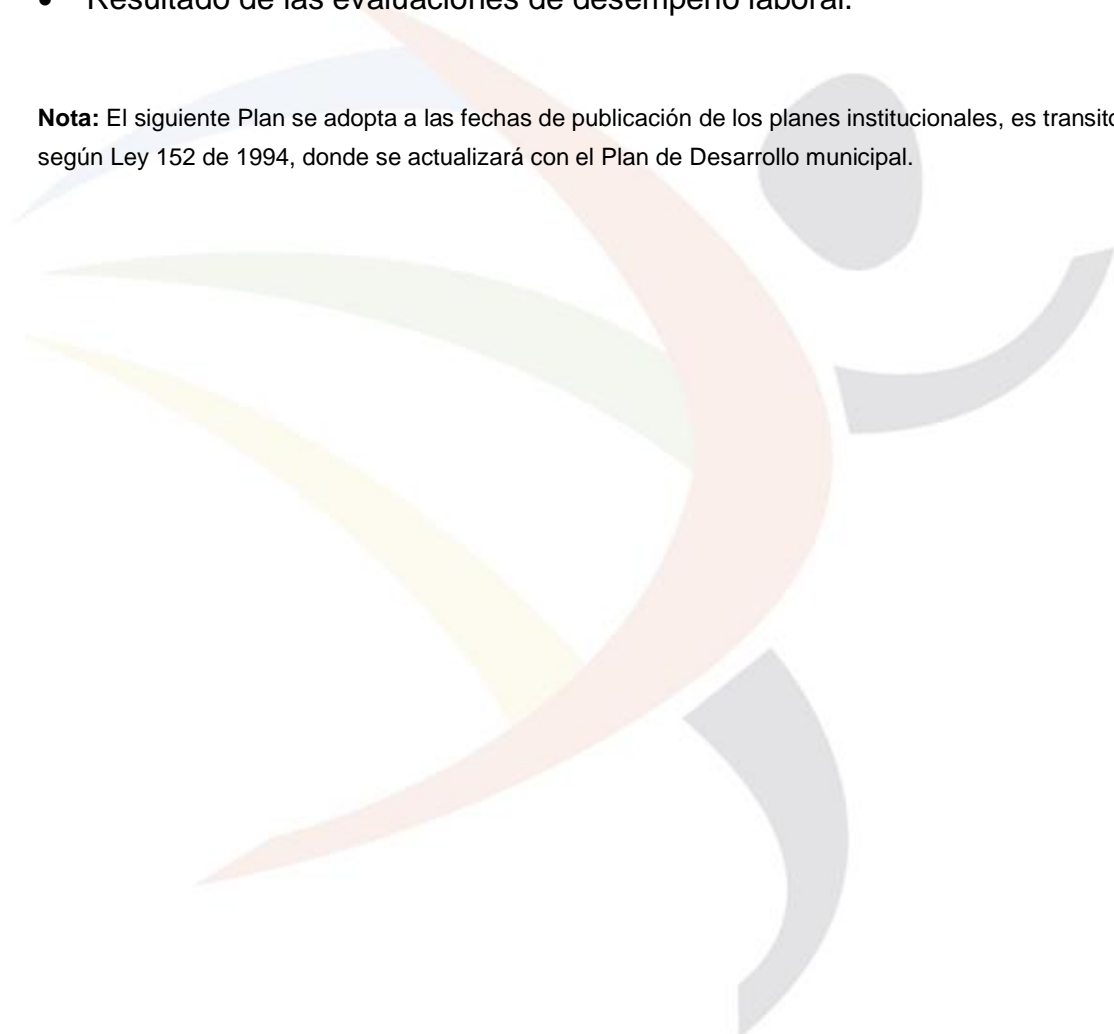 • Resultado de las evaluaciones de desempeño laboral.
Nota: El siguiente Plan se adopta a las fechas de publicación de los planes institucionales, es transito
según Ley 152 de 1994, donde se actualizará con el Plan de Desarrollo municipal.